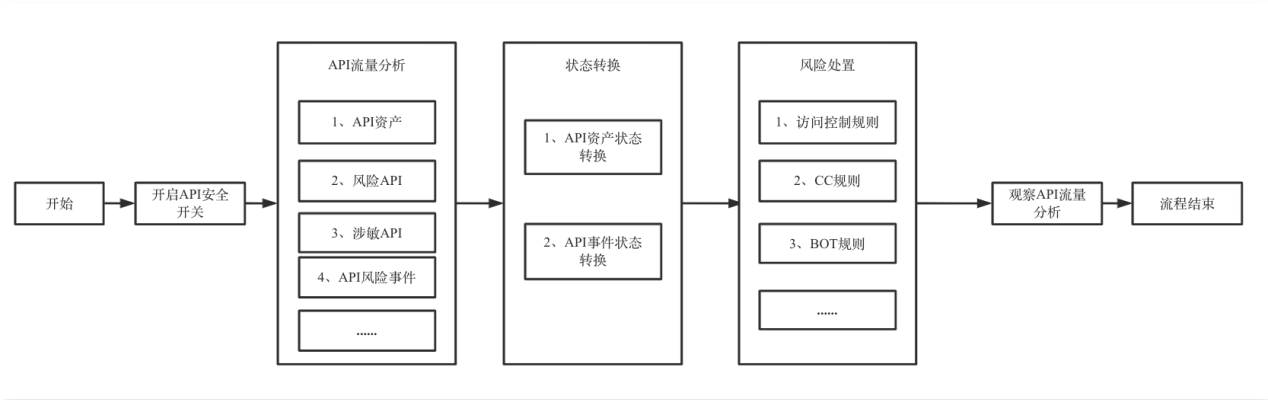 开始
开启API安全
开关
API流量分析
1、API资产
2、风险API
3、涉敏API
4、API风险事件
......
状态转换
1、API资产状态
转换
2、API事件状态
转换
风险处置
1、访问控制规则
2、CC规则
3、BOT规则
......
观察API流量
分析
流程结束